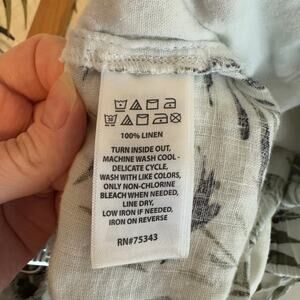 100% LINEN
TURN INSIDE OUT,
MACHINE WASH COOL -
DELICATE CYCLE,
WASH WITH LIKE COLORS,
ONLY NON-CHLORINE
BLEACH WHEN NEEDED,
LINE DRY,
LOW IRON IF NEEDED,
IRON ON REVERSE
RN#75343